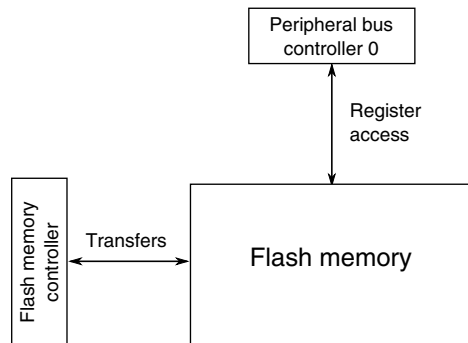 Peripheral bus
controller 0
Register
access
Flash memory
controller
Transfers
Flash memory